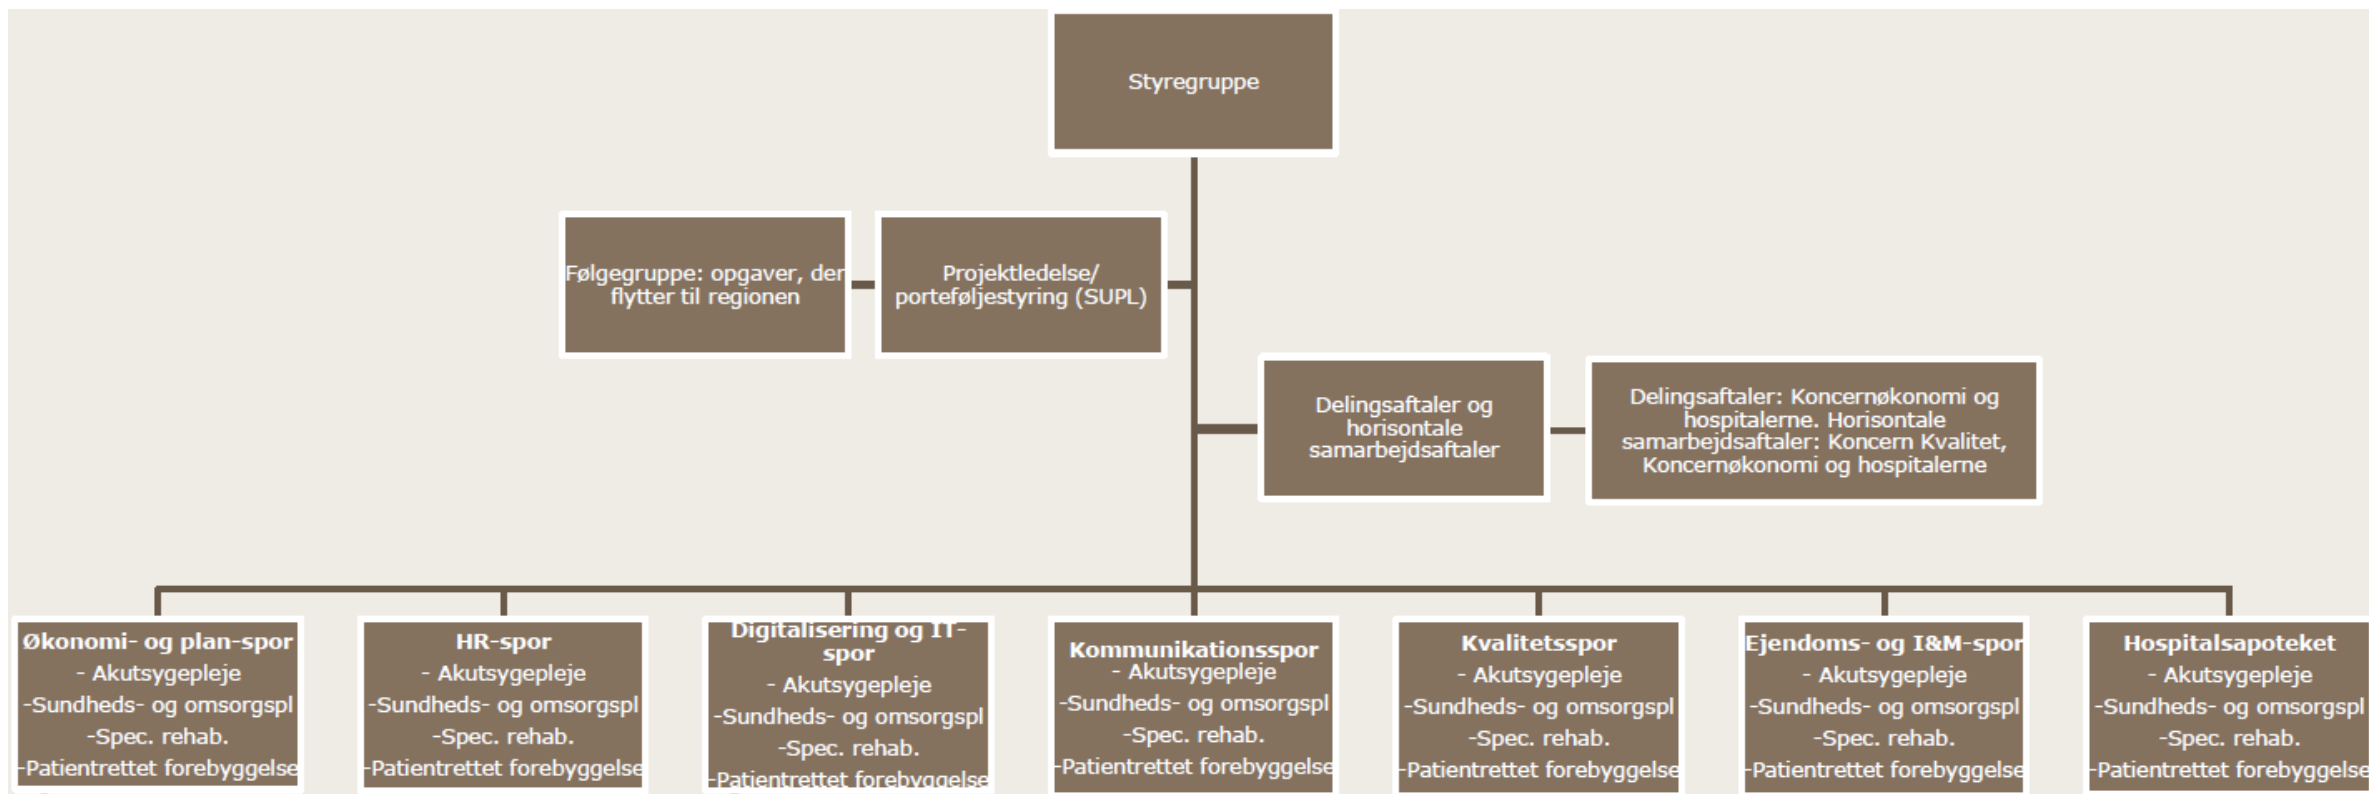 Styregruppe
Følgegruppe: opgaver, der
flytter til regionen
Projektledelse/
porteføljestyring (SUPL)
Delingsaftaler og
horisontale
samarbejdsaftaler
Delingsaftaler: Koncernøkonomi og
hospitalerne. Horisontale
samarbejdsaftaler: Koncern Kvalitet,
Koncernøkonomi og hospitalerne
Økonomi- og plan-spor
- Akutsygepleje
-Sundheds- og omsorgspl
-Spec. rehab.
-Patientrettet forebyggelse
HR-spor
- Akutsygepleje
-Sundheds- og omsorgspl
-Spec. rehab.
-Patientrettet forebyggelse
Digitalisering og IT-
spor
- Akutsygepleje
-Sundheds- og omsorgspl
-Spec. rehab.
-Patientrettet forebyggelse
Kommunikationsspor
- Akutsygepleje
-Sundheds- og omsorgspl
-Spec. rehab.
-Patientrettet forebyggelse
Kvalitetsspor
- Akutsygepleje
-Sundheds- og omsorgspl
-Spec. rehab.
-Patientrettet forebyggelse
Ejendoms- og I&M-spor
- Akutsygepleje
-Sundheds- og omsorgspl
-Spec. rehab.
-Patientrettet forebyggelse
Hospitalsapoteket
- Akutsygepleje
-Sundheds- og omsorgspl
-Spec. rehab.
-Patientrettet forebyggelse